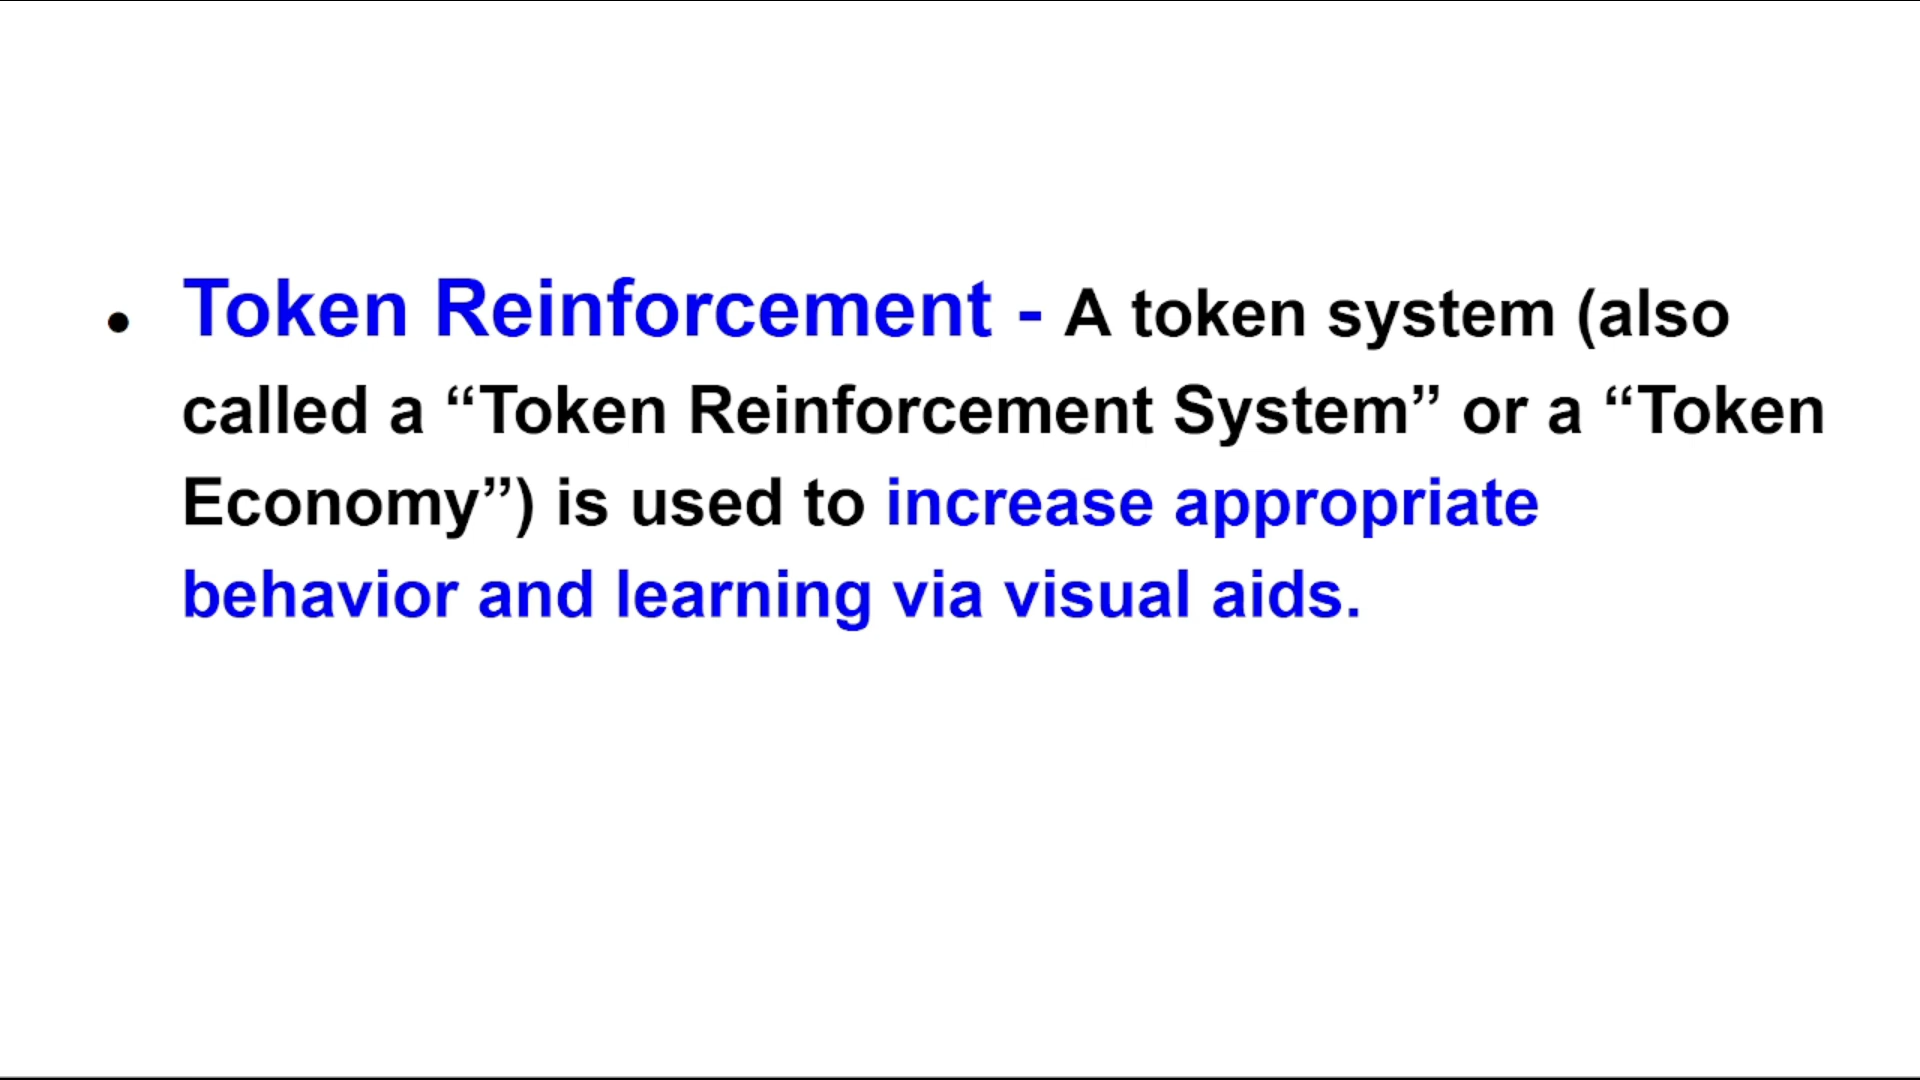 • Token Reinforcement - A token system (also
called a “Token Reinforcement System” or a “Token
Economy”) is used to increase appropriate
behavior and learning via visual aids.